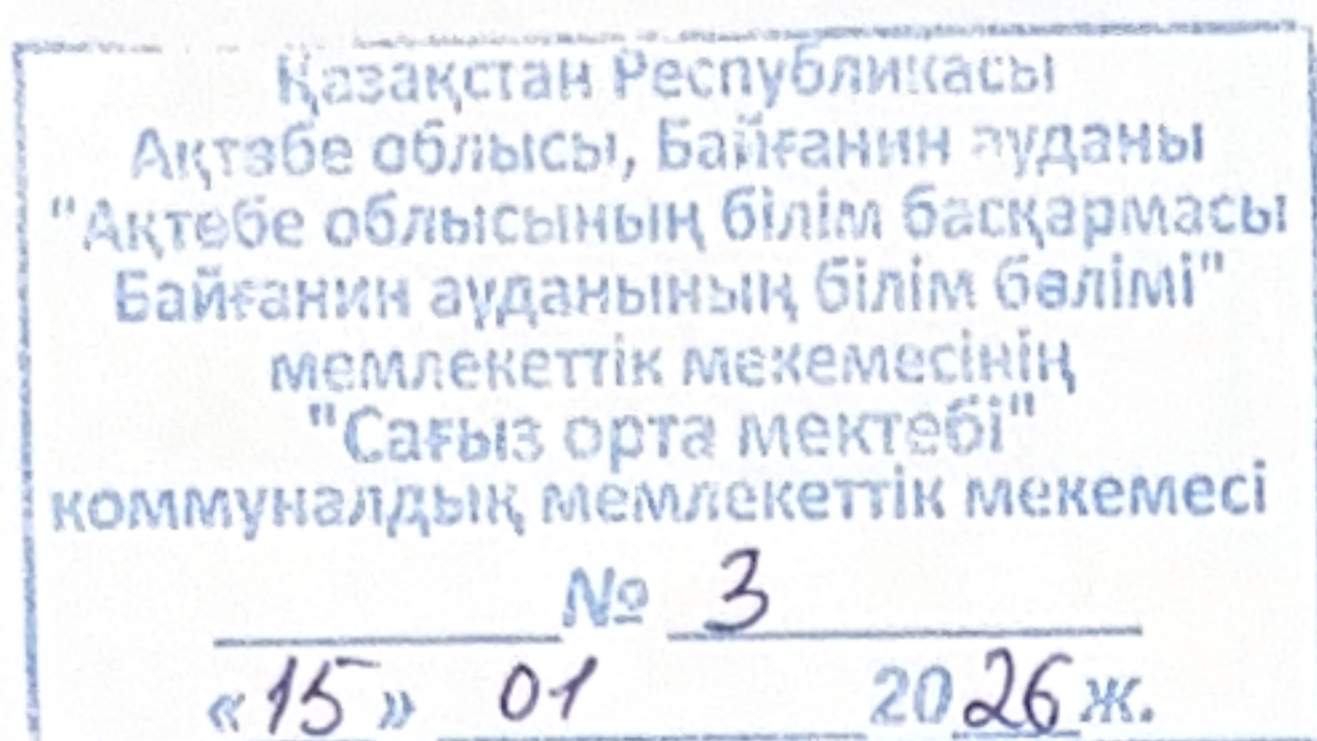 Қазақстан Республикасы
Ақтөбе облысы, Байғанин ауданы
"Ақтөбе облысының білім басқармасы
Байғанин ауданының білім бөлімі"
мемлекеттік мекемесінің
"Сағыз орта мектебі"
коммуналдық мемлекеттік мекемесі
№ 3
«15» 01 2026 ж.